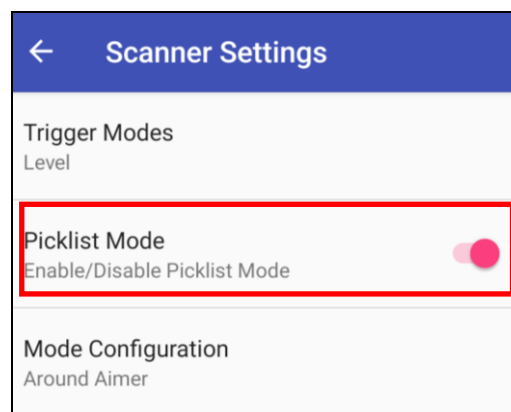 Scanner Settings
Trigger Modes
Level
Picklist Mode
Enable/Disable Picklist Mode
Mode Configuration
Around Aimer